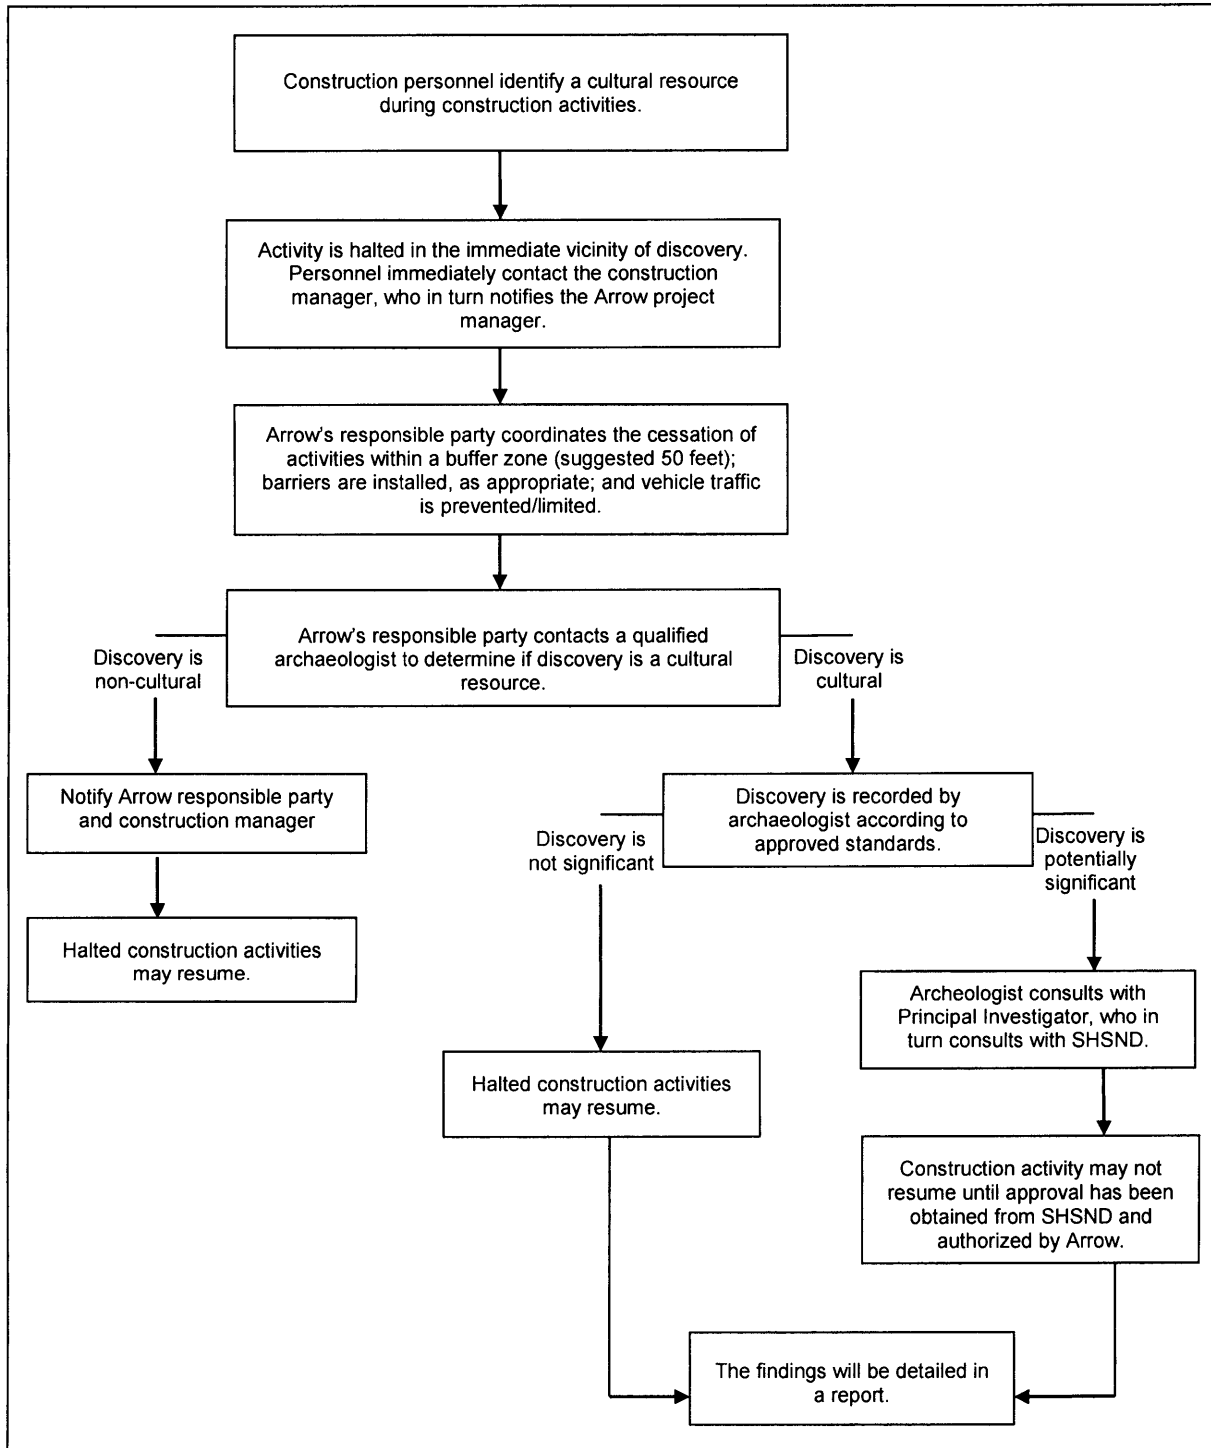 Construction personnel identify a cultural resource
during construction activities.
Activity is halted in the immediate vicinity of discovery.
Personnel immediately contact the construction
manager, who in turn notifies the Arrow project
manager.
Arrow's responsible party coordinates the cessation of
activities within a buffer zone (suggested 50 feet);
barriers are installed, as appropriate; and vehicle traffic
is prevented/limited.
Arrow's responsible party contacts a qualified
archaeologist to determine if discovery is a cultural
resource.
Discovery is
non-cultural
Discovery is
cultural
Notify Arrow responsible party
and construction manager
Halted construction activities
may resume.
Discovery is recorded by
archaeologist according to
approved standards.
Discovery is
not significant
Discovery is
potentially
significant
Halted construction activities
may resume.
Archeologist consults with
Principal Investigator, who in
turn consults with SHSND.
Construction activity may not
resume until approval has been
obtained from SHSND and
authorized by Arrow.
The findings will be detailed in
a report.